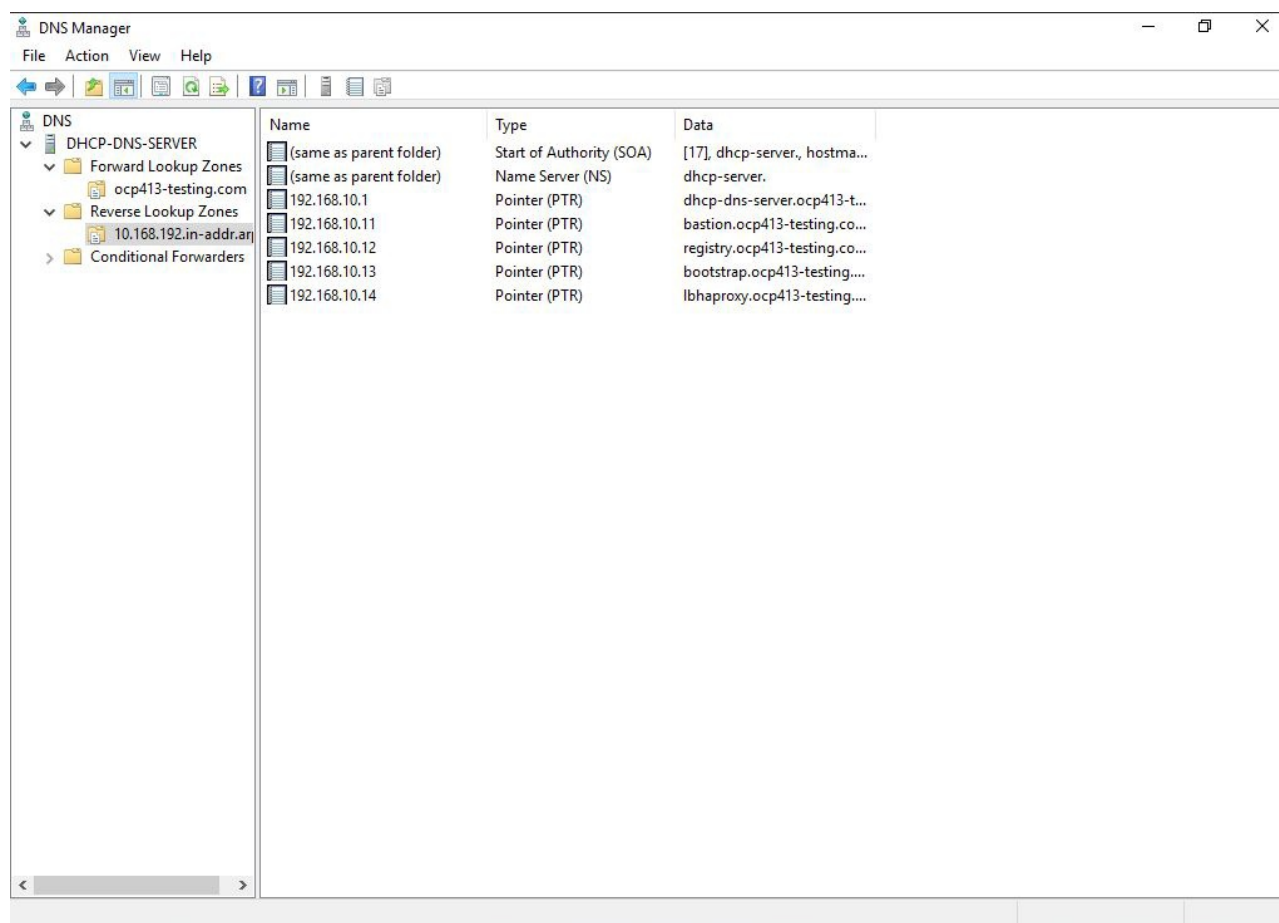 DNS Manager
File Action View Help
DNS
DHCP-DNS-SERVER
Forward Lookup Zones
ocp413-testing.com
Reverse Lookup Zones
10.168.192.in-addr.arp
Conditional Forwarders
Name Type Data
(same as parent folder) Start of Authority (SOA) [17], dhcp-server., hostma...
(same as parent folder) Name Server (NS) dhcp-server.
192.168.10.1 Pointer (PTR) dhcp-dns-server.ocp413-t...
192.168.10.11 Pointer (PTR) bastion.ocp413-testing.co...
192.168.10.12 Pointer (PTR) registry.ocp413-testing.co...
192.168.10.13 Pointer (PTR) bootstrap.ocp413-testing....
192.168.10.14 Pointer (PTR) lbhaproxy.ocp413-testing....